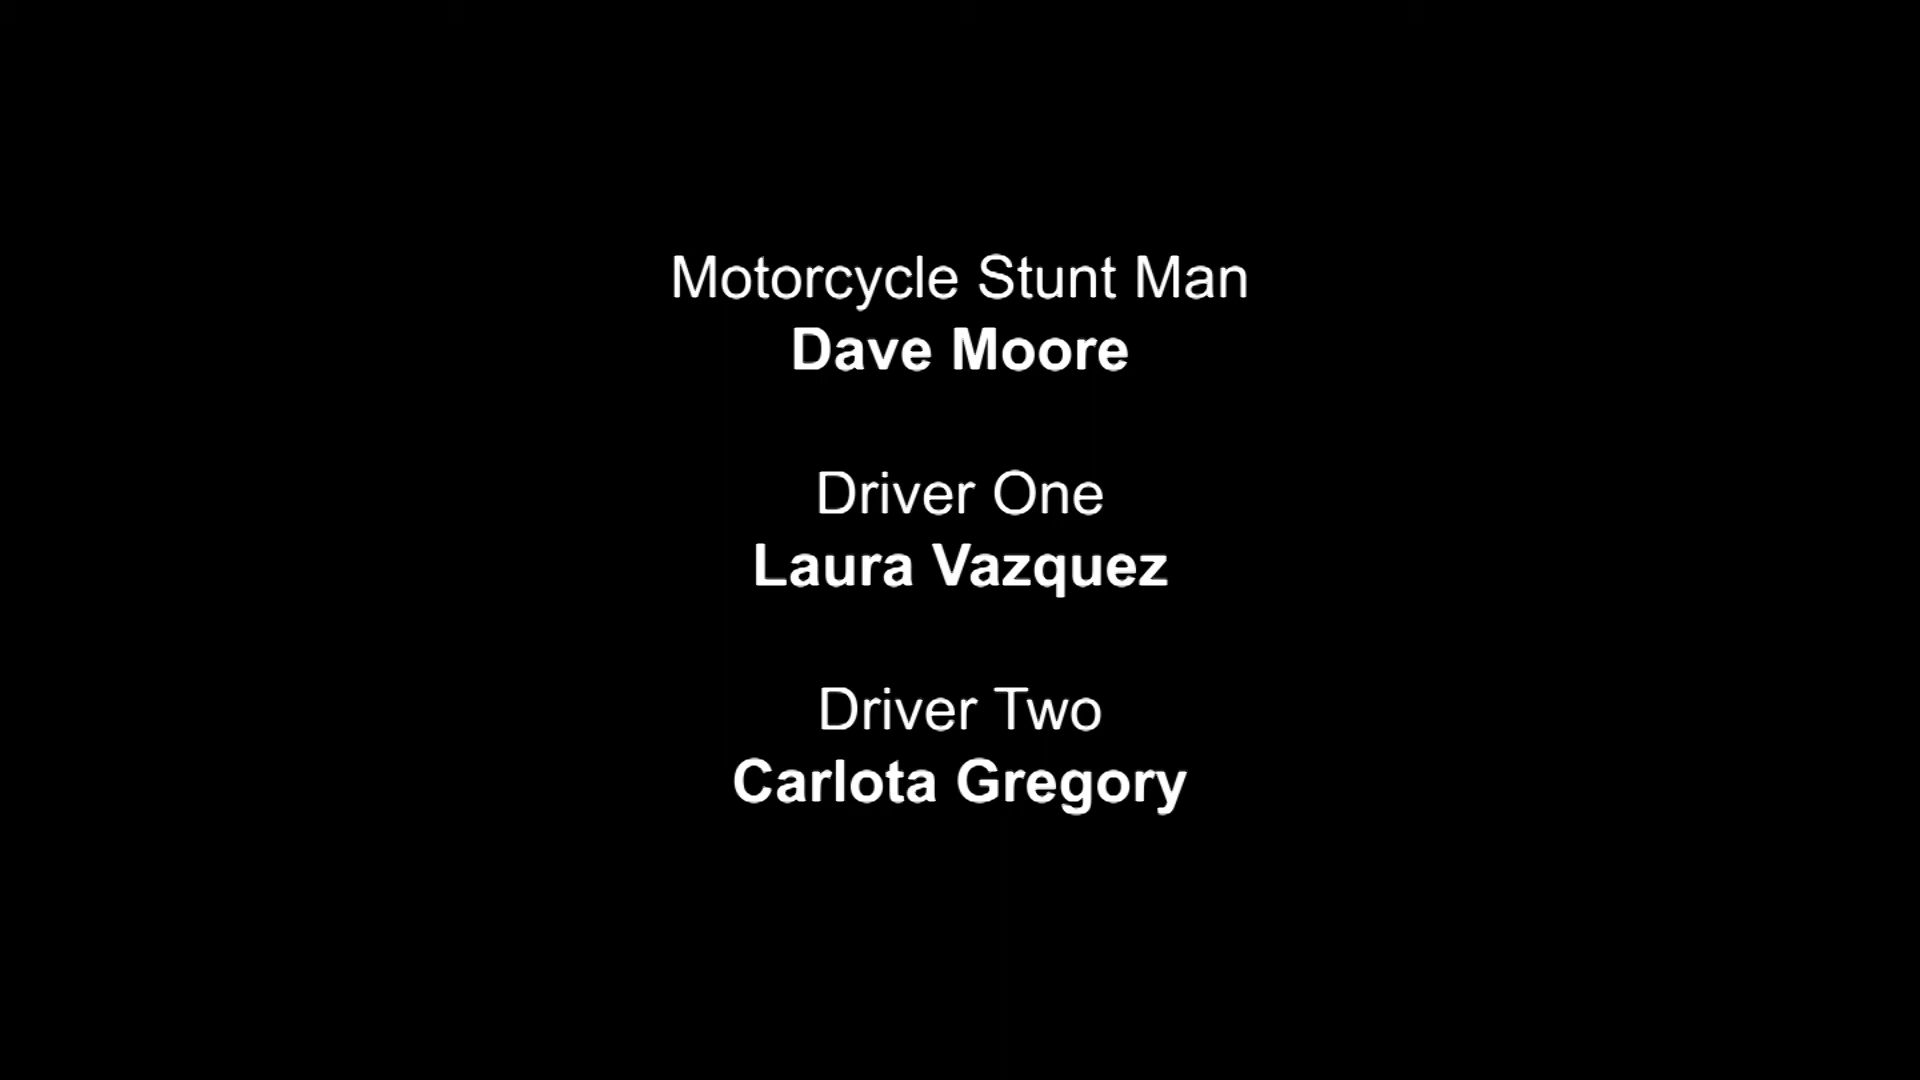 Motorcycle Stunt Man
Dave Moore
Driver One
Laura Vazquez
Driver Two
Carlota Gregory